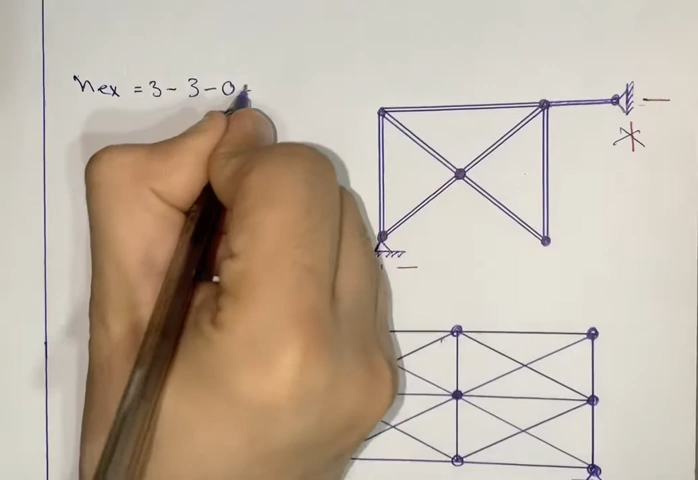 nex = 3 - 3 - 0